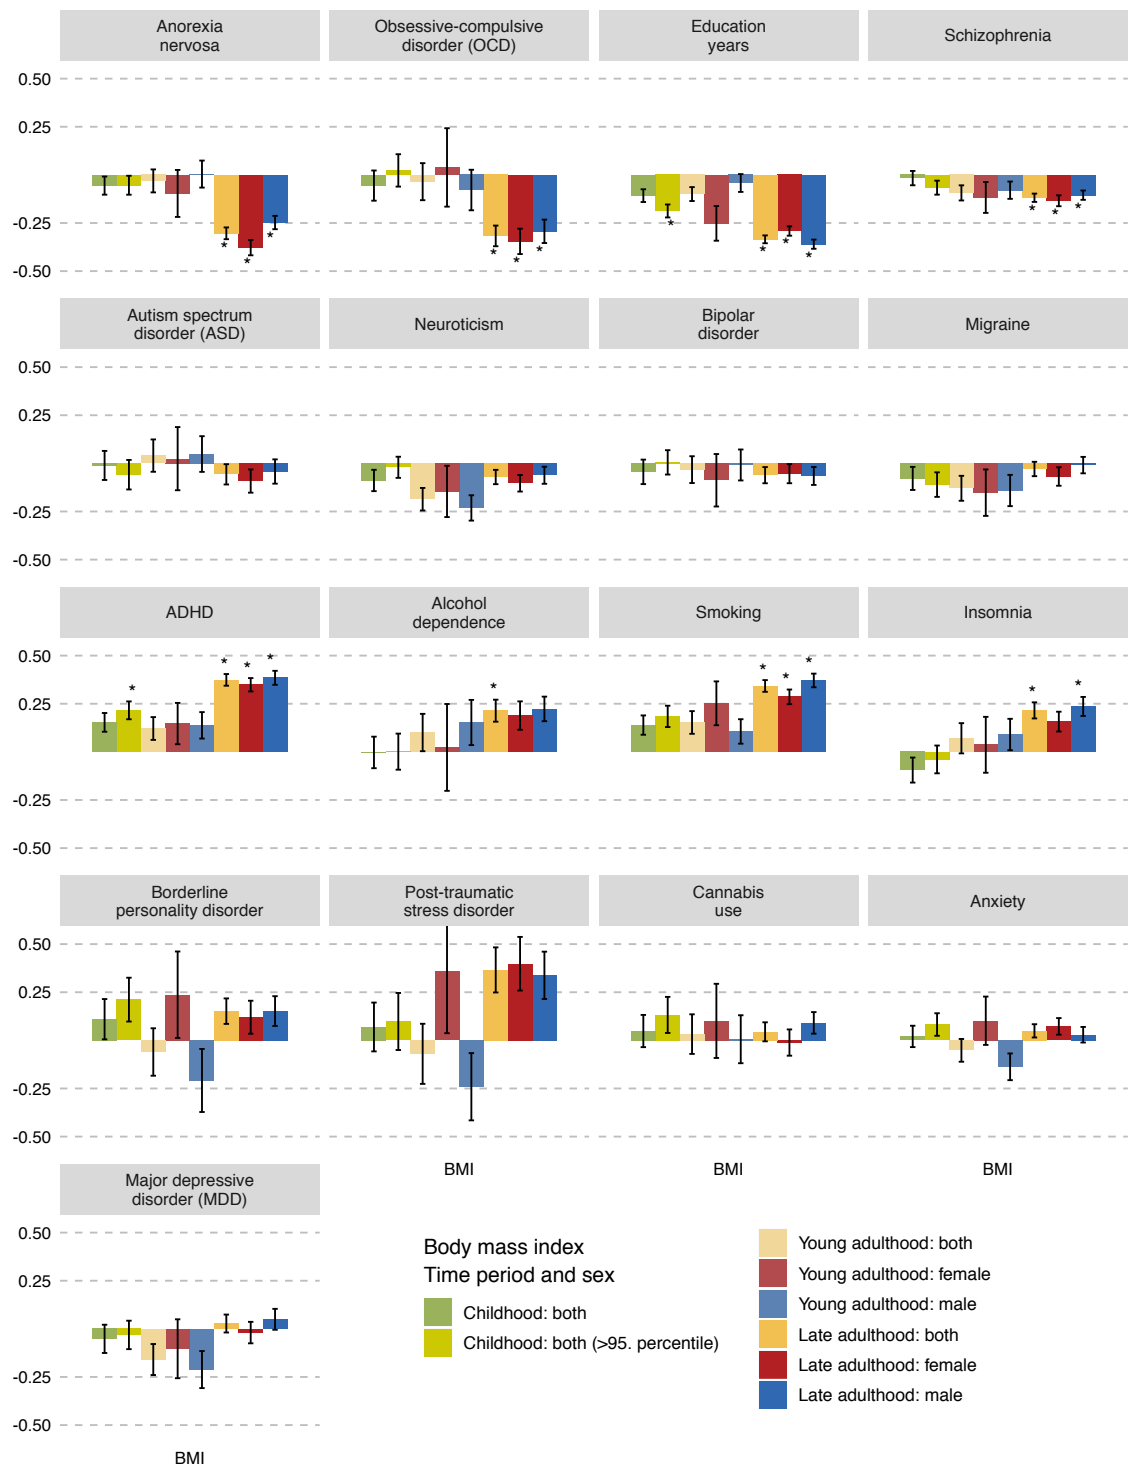 Anorexia
nervosa
Obsessive-compulsive
disorder (OCD)
Education
years
Schizophrenia
0.50
0.25
-0.25
-0.50
* * *
* * *
* * * *
* * *
Autism spectrum
disorder (ASD)
Neuroticism
Bipolar
disorder
Migraine
0.50
0.25
-0.25
-0.50
ADHD
Alcohol
dependence
Smoking
Insomnia
0.50
0.25
-0.25
-0.50
* * * *
*
* * *
* *
Borderline
personality disorder
Post-traumatic
stress disorder
Cannabis
use
Anxiety
0.50
0.25
-0.25
-0.50
BMI
BMI
BMI
Major depressive
disorder (MDD)
0.50
0.25
-0.25
-0.50
BMI
Body mass index
Time period and sex
Childhood: both
Childhood: both (>95. percentile)
Young adulthood: both
Young adulthood: female
Young adulthood: male
Late adulthood: both
Late adulthood: female
Late adulthood: male